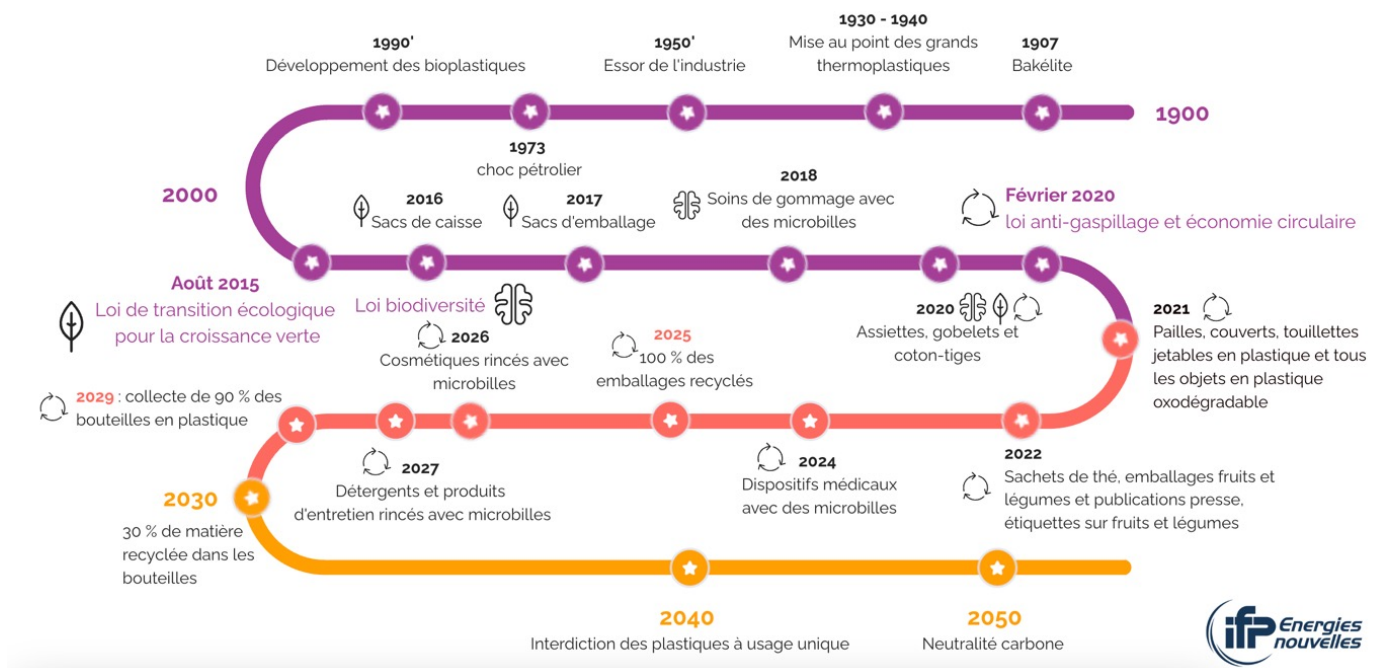 1990'
Développement des bioplastiques
1950'
Essor de l'industrie
1930 - 1940
Mise au point des grands
thermoplastiques
1907
Bakélite
1900
1973
choc pétrolier
2000
2016
Sacs de caisse
2017
Sacs d'emballage
2018
Soins de gommage avec
des microbilles
Février 2020
loi anti-gaspillage et économie circulaire
Août 2015
Loi de transition écologique
pour la croissance verte
Loi biodiversité
2020
Assiettes, gobelets et
coton-tiges
2021
Pailles, couverts, touillettes
jetables en plastique et tous
les objets en plastique
oxodégradable
2026
Cosmétiques rincés avec
microbilles
2025
100 % des
emballages recyclés
2029 : collecte de 90 % des
bouteilles en plastique
2027
Détergents et produits
d'entretien rincés avec microbilles
2024
Dispositifs médicaux
avec des microbilles
2022
Sachets de thé, emballages fruits et
légumes et publications presse,
étiquettes sur fruits et légumes
2030
30 % de matière
recyclée dans les
bouteilles
2040
Interdiction des plastiques à usage unique
2050
Neutralité carbone
ifp Energies
nouvelles